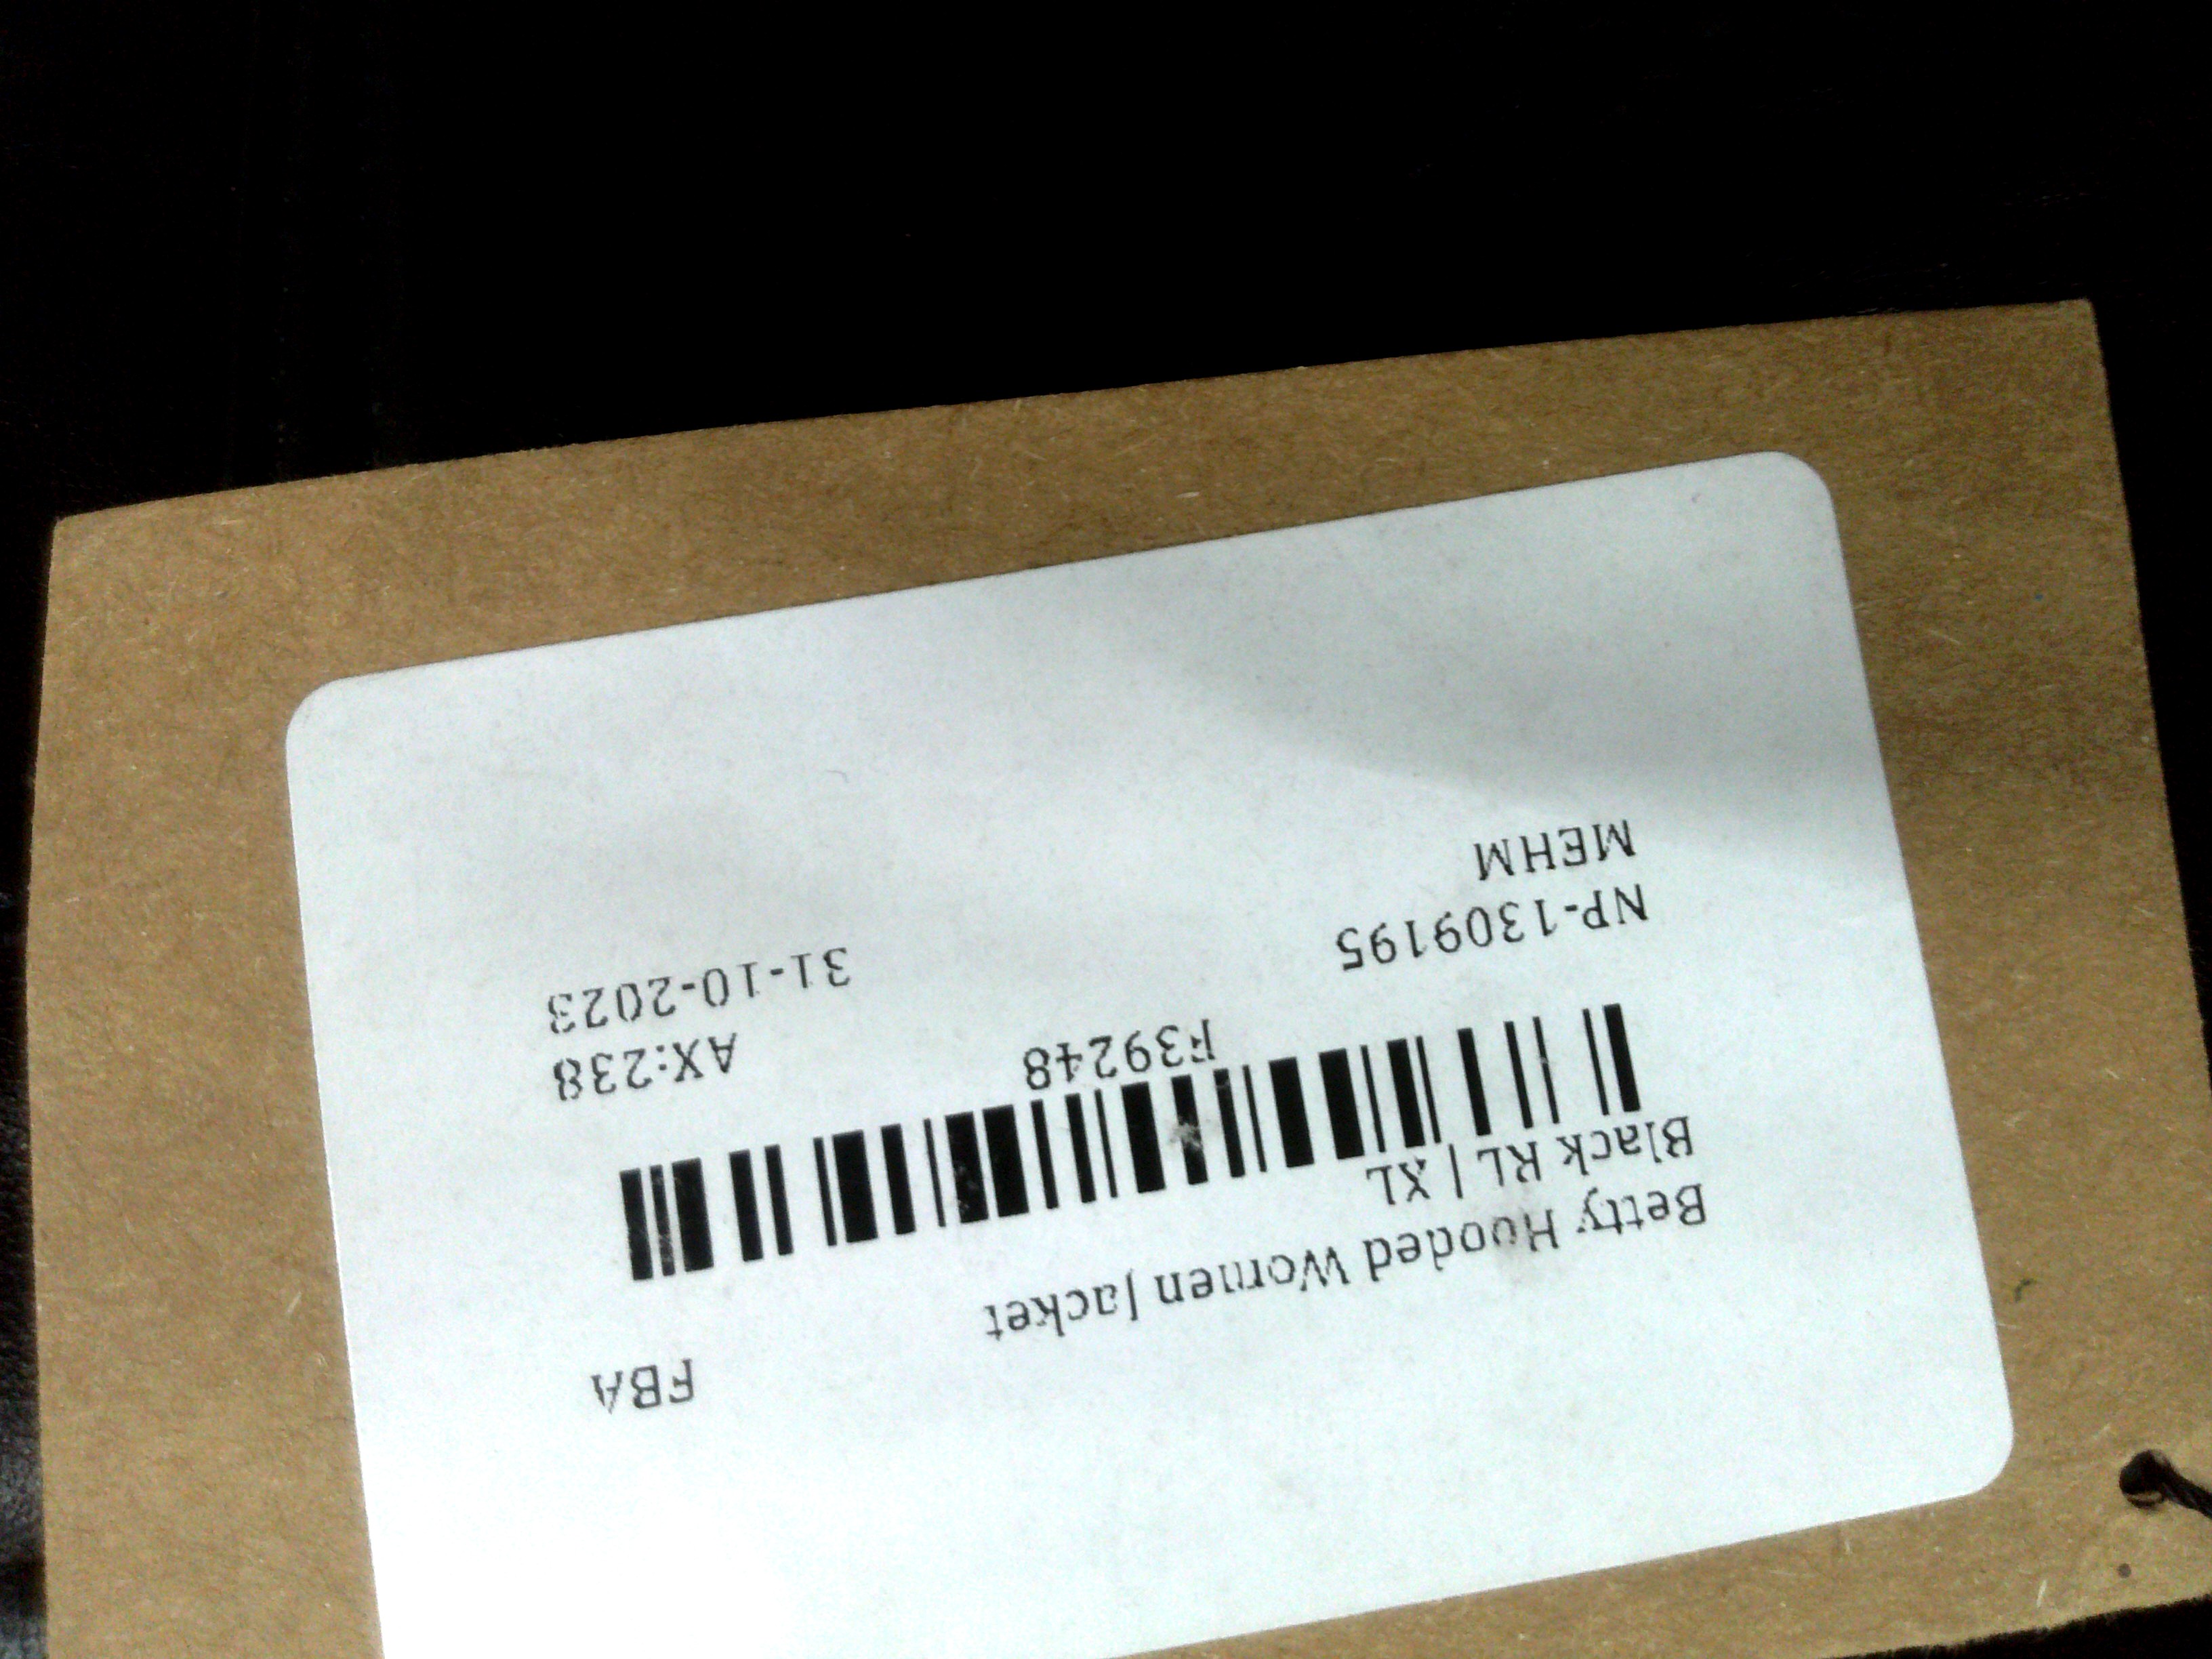 FBA
Betty Hooded Women Jacket
Black RL | XL
F39248
AX:238
NP-1309195
31-10-2023
MEHM